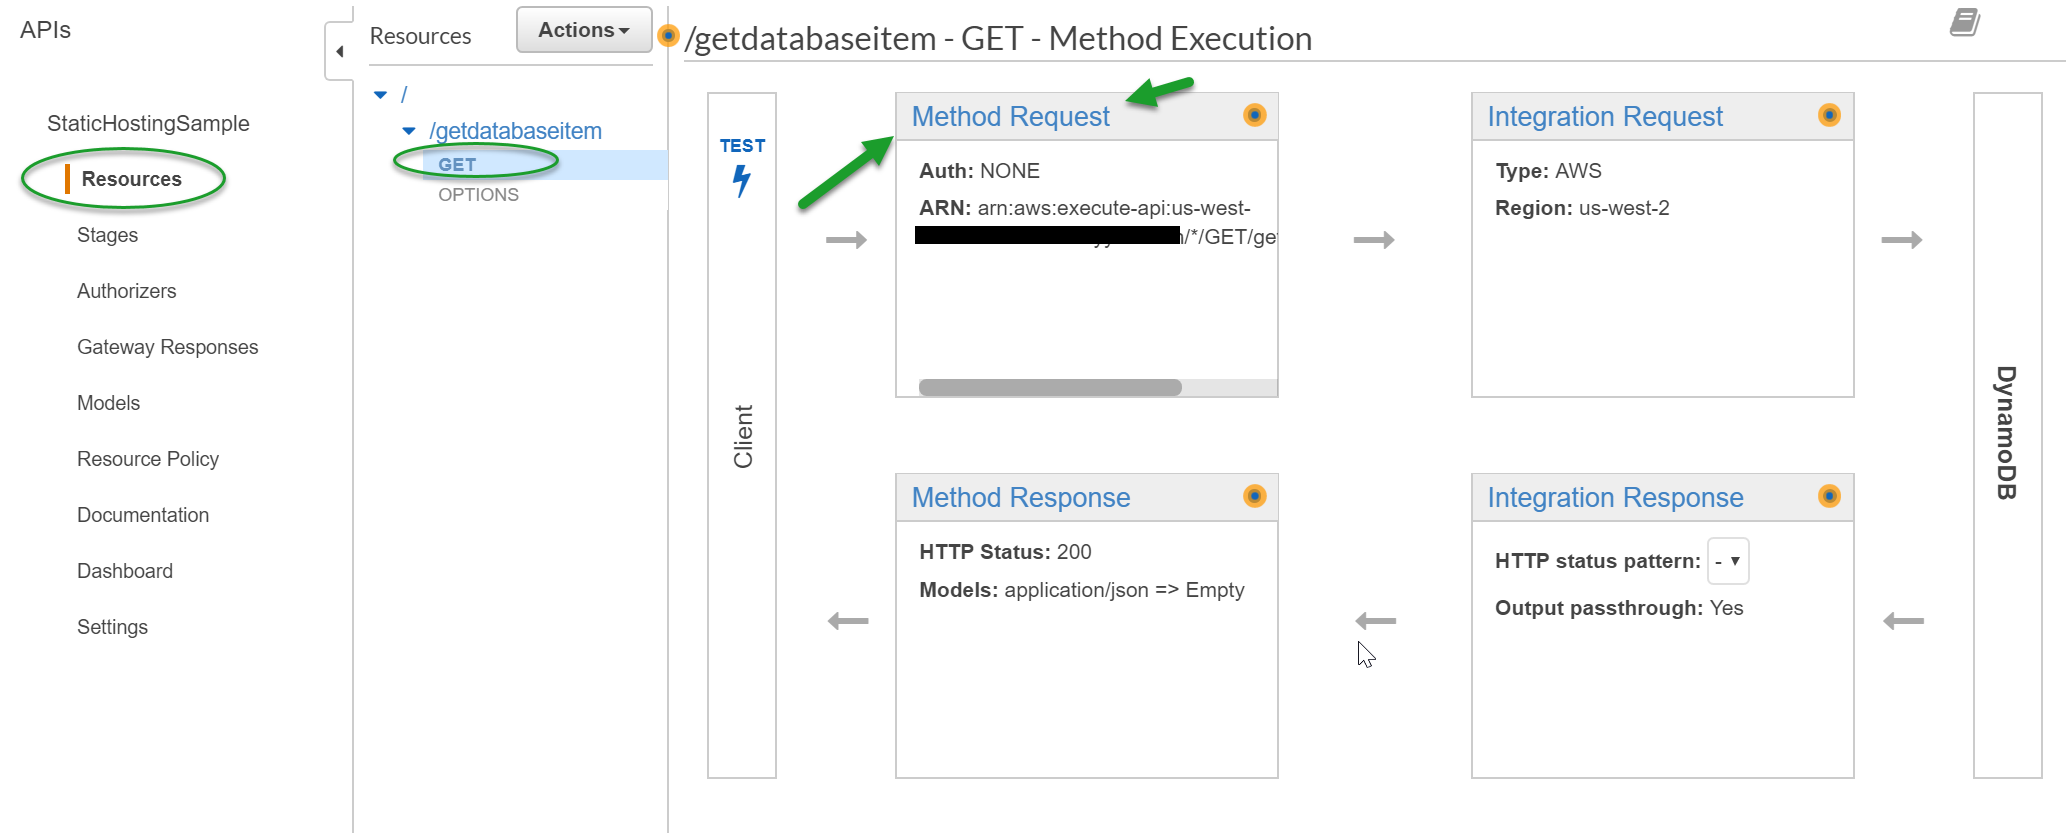 APIs
StaticHostingSample
Resources
Stages
Authorizers
Gateway Responses
Models
Resource Policy
Documentation
Dashboard
Settings
Resources
Actions
/
/getdatabaseitem
GET
OPTIONS
/getdatabaseitem - GET - Method Execution
TEST
Client
Method Request
Auth: NONE
ARN: arn:aws:execute-api:us-west-
/*/GET/ge
Integration Request
Type: AWS
Region: us-west-2
DynamoDB
Method Response
HTTP Status: 200
Models: application/json => Empty
Integration Response
HTTP status pattern: -
Output passthrough: Yes